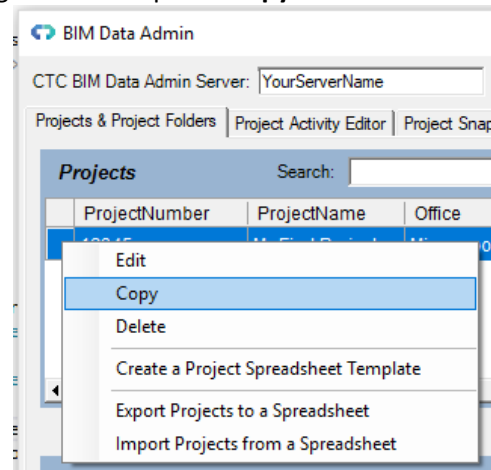 BIM Data Admin
CTC BIM Data Admin Server: YourServerName
Projects & Project Folders Project Activity Editor Project Snap
Projects Search:
ProjectNumber ProjectName Office
Edit
Copy
Delete
Create a Project Spreadsheet Template
Export Projects to a Spreadsheet
Import Projects from a Spreadsheet